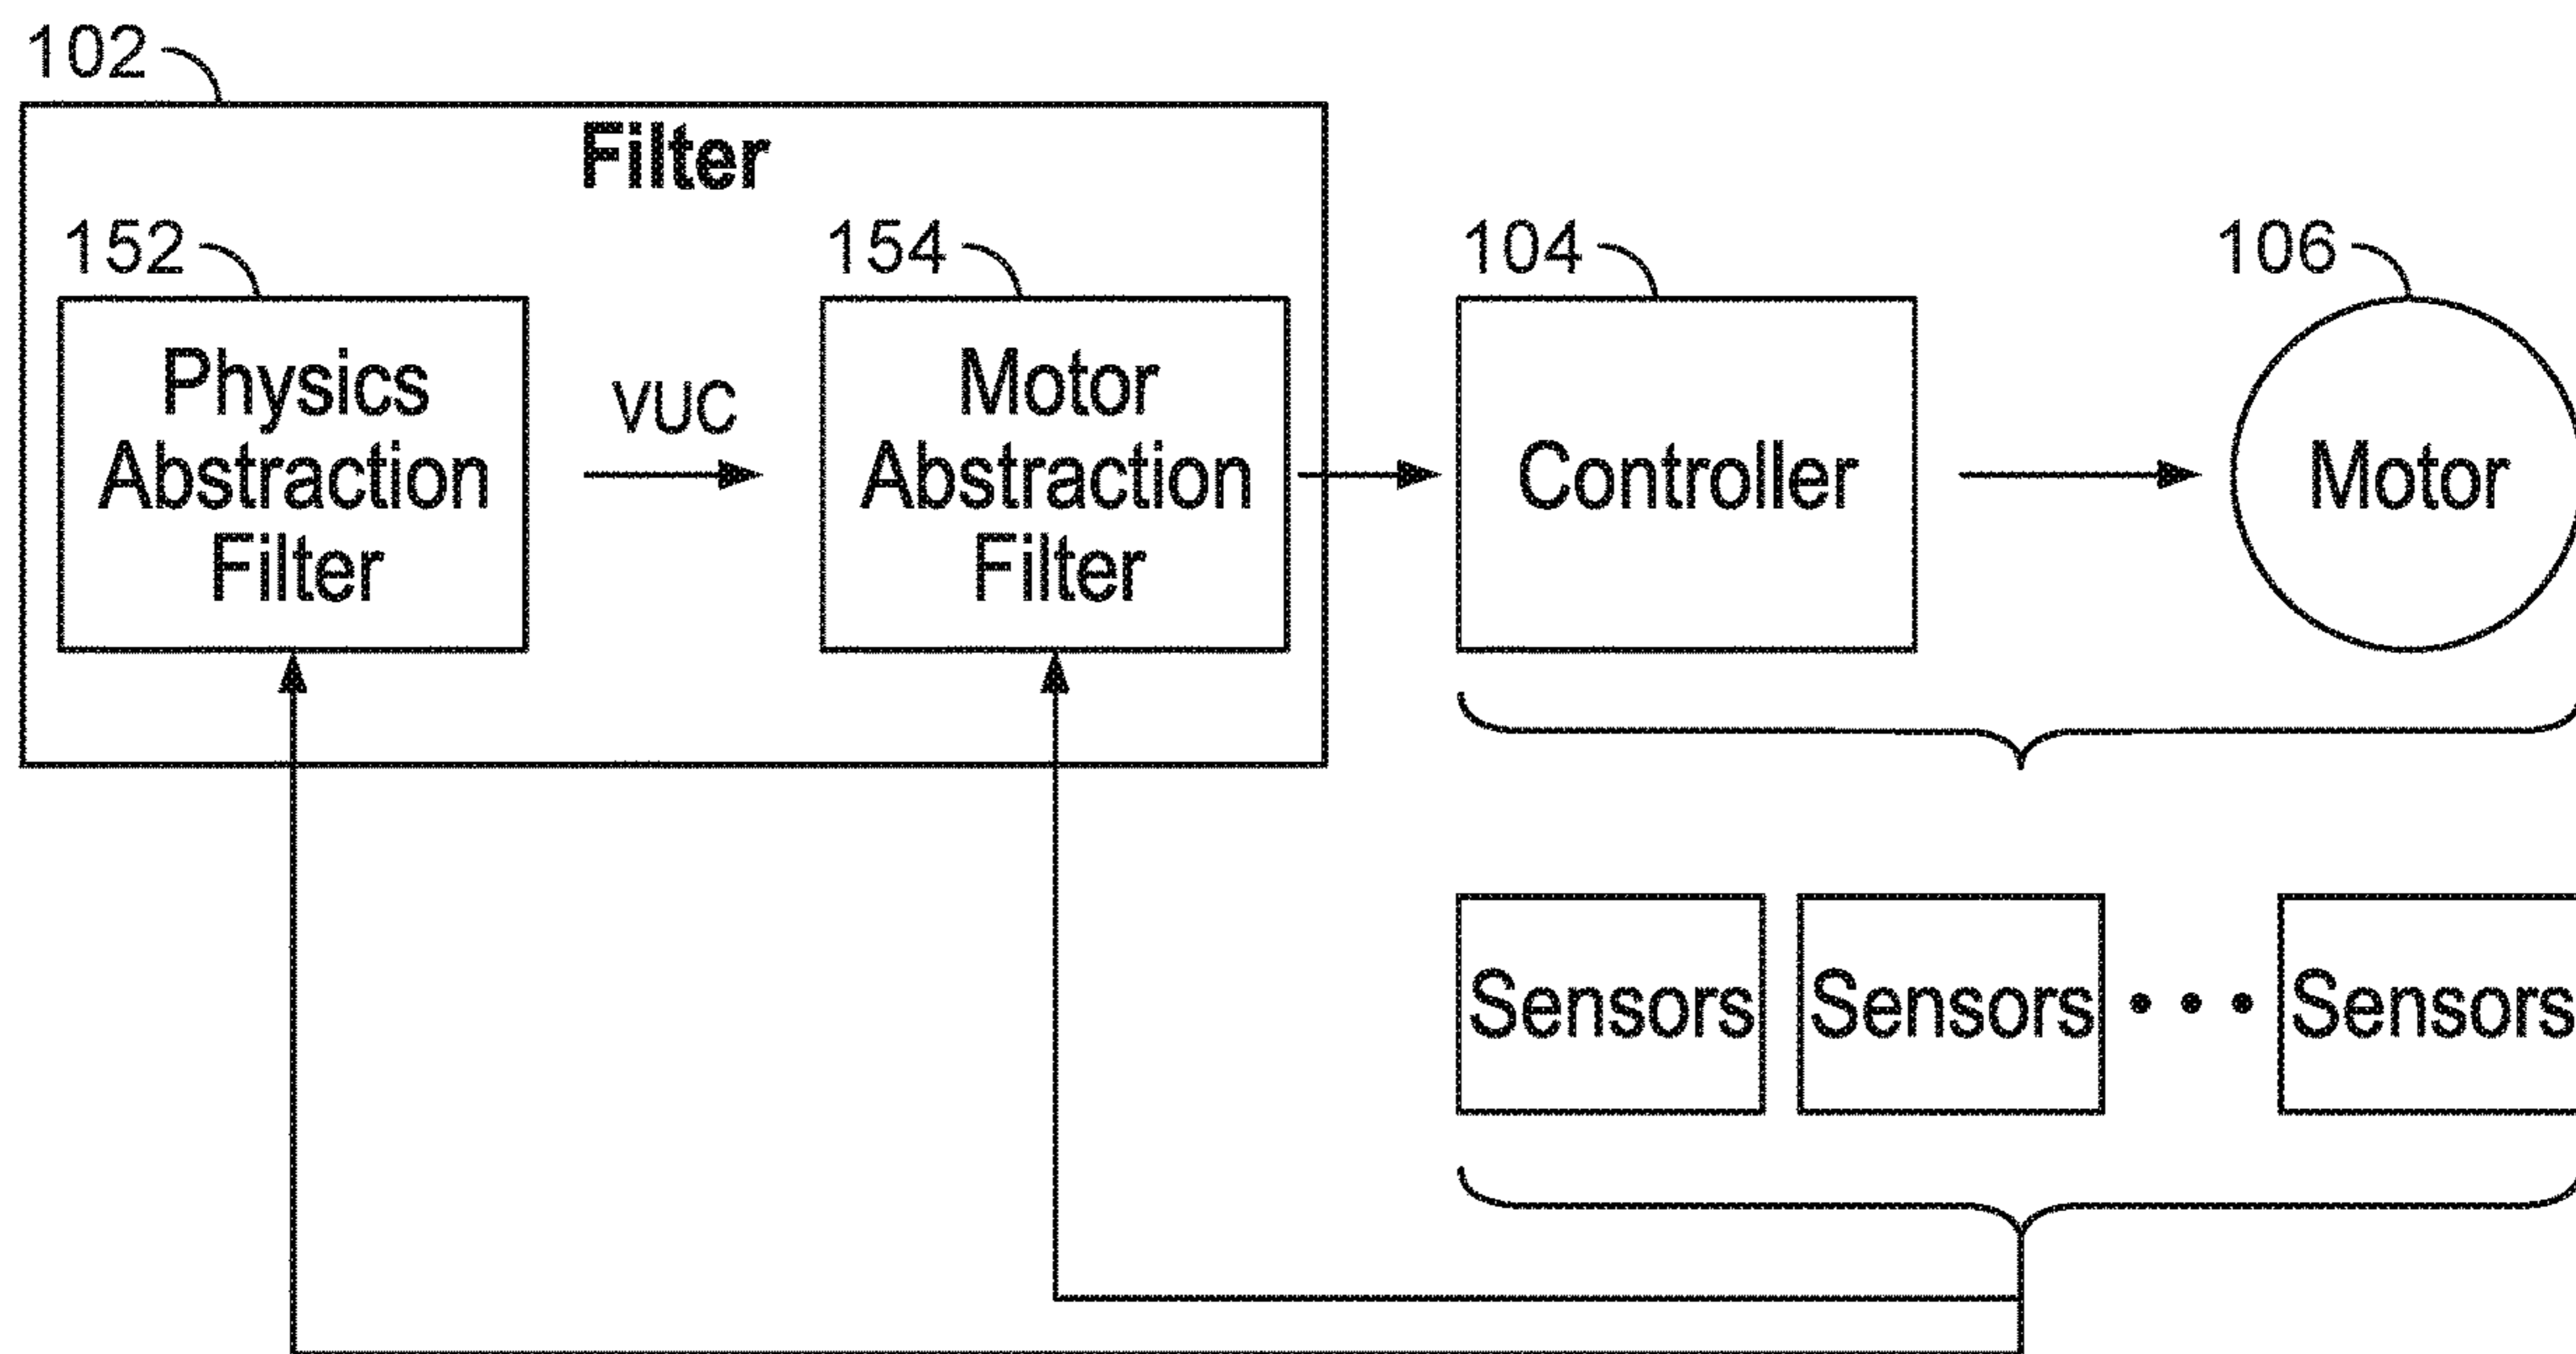 102
Filter
152
154
104
106
Physics
Abstraction
Filter
VUC
Motor
Abstraction
Filter
Controller
Motor
Sensors
Sensors
• • •
Sensors